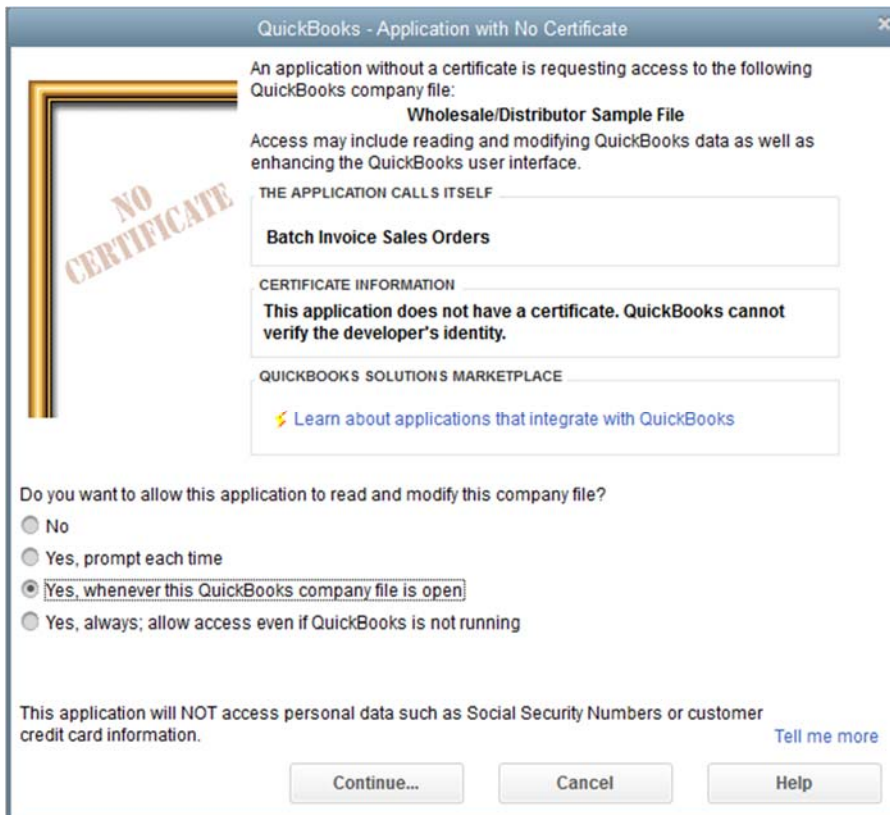 QuickBooks - Application with No Certificate
An application without a certificate is requesting access to the following
QuickBooks company file:
Wholesale/Distributor Sample File
Access may include reading and modifying QuickBooks data as well as
enhancing the QuickBooks user interface.
NO
CERTIFICATE
THE APPLICATION CALLS ITSELF
Batch Invoice Sales Orders
CERTIFICATE INFORMATION
This application does not have a certificate. QuickBooks cannot
verify the developer's identity.
QUICKBOOKS SOLUTIONS MARKETPLACE
Learn about applications that integrate with QuickBooks
Do you want to allow this application to read and modify this company file?
No
Yes, prompt each time
Yes, whenever this QuickBooks company file is open
Yes, always; allow access even if QuickBooks is not running
This application will NOT access personal data such as Social Security Numbers or customer
credit card information.
Tell me more
Continue...
Cancel
Help